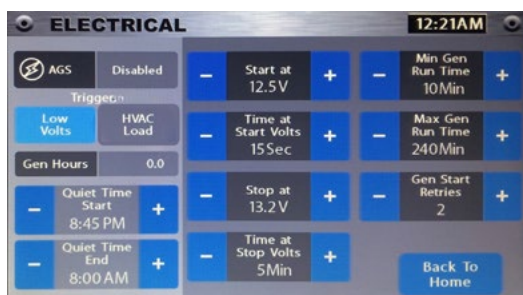 ELECTRICAL
12:21AM
AGS
Disabled
Low
Volts
HVAC
Load
Gen Hours
0.0
-
Quiet Time
Start
8:45 PM
+
-
Quiet Time
End
8:00 AM
+
-
Start at
12.5V
+
-
Time at
Start Volts
15Sec
+
-
Stop at
13.2V
+
-
Time at
Stop Volts
5Min
+
-
Min Gen
Run Time
10Min
+
-
Max Gen
Run Time
240Min
+
-
Gen Start
Retries
2
+
Back To
Home